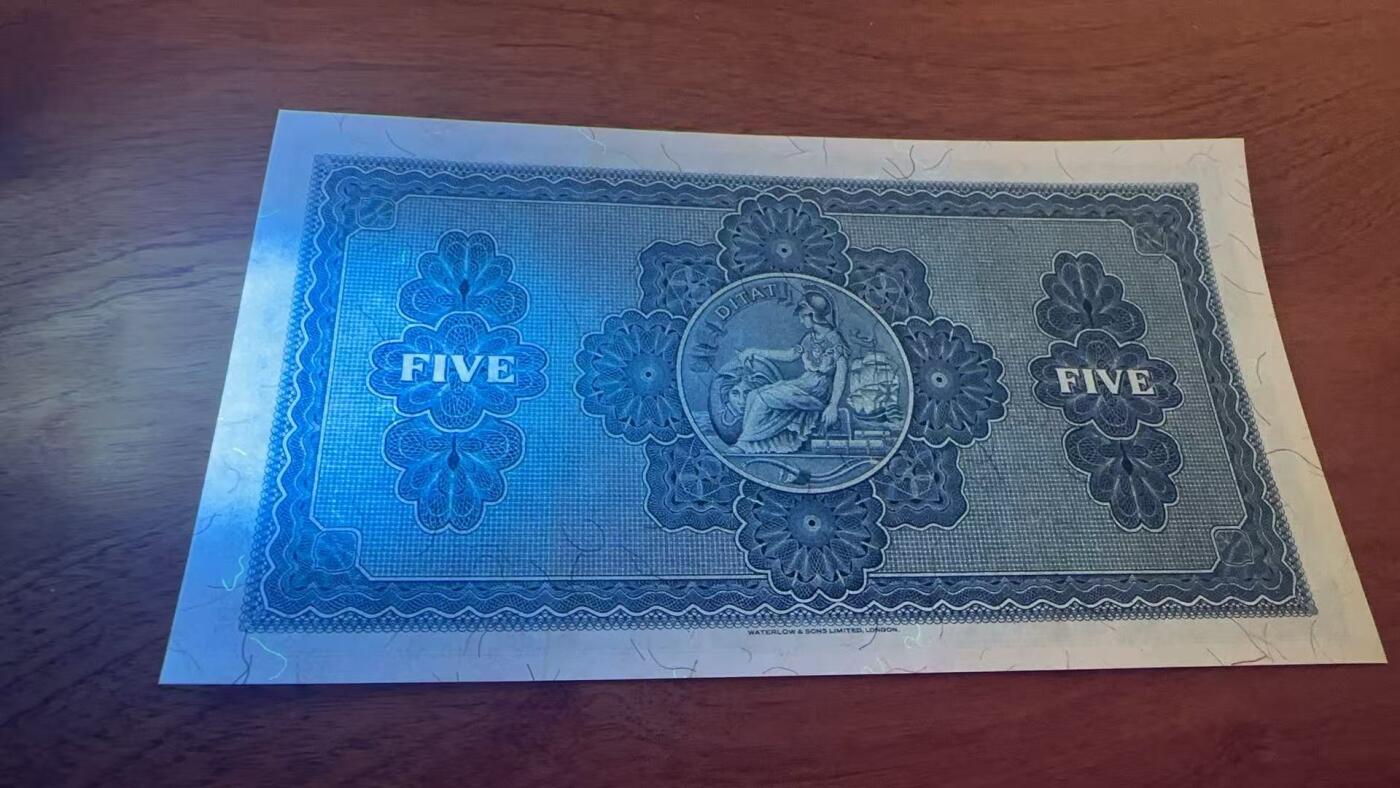 DITAT
FIVE
FIVE
WATERLOW & SONS LIMITED, LONDON.